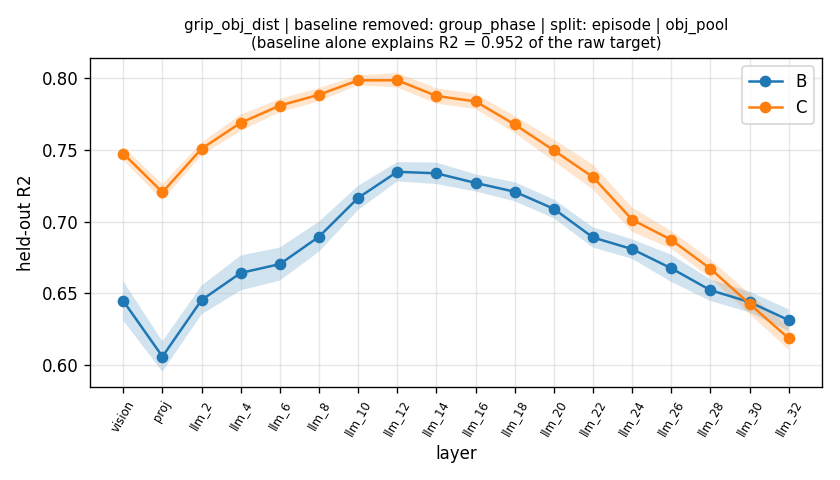 grip_obj_dist | baseline removed: group_phase | split: episode | obj_pool
(baseline alone explains R2 = 0.952 of the raw target)
B
C
held-out R2
0.80
0.75
0.70
0.65
0.60
vision
proj
llm_2
llm_4
llm_6
llm_8
llm_10
llm_12
llm_14
llm_16
llm_18
llm_20
llm_22
llm_24
llm_26
llm_28
llm_30
llm_32
layer